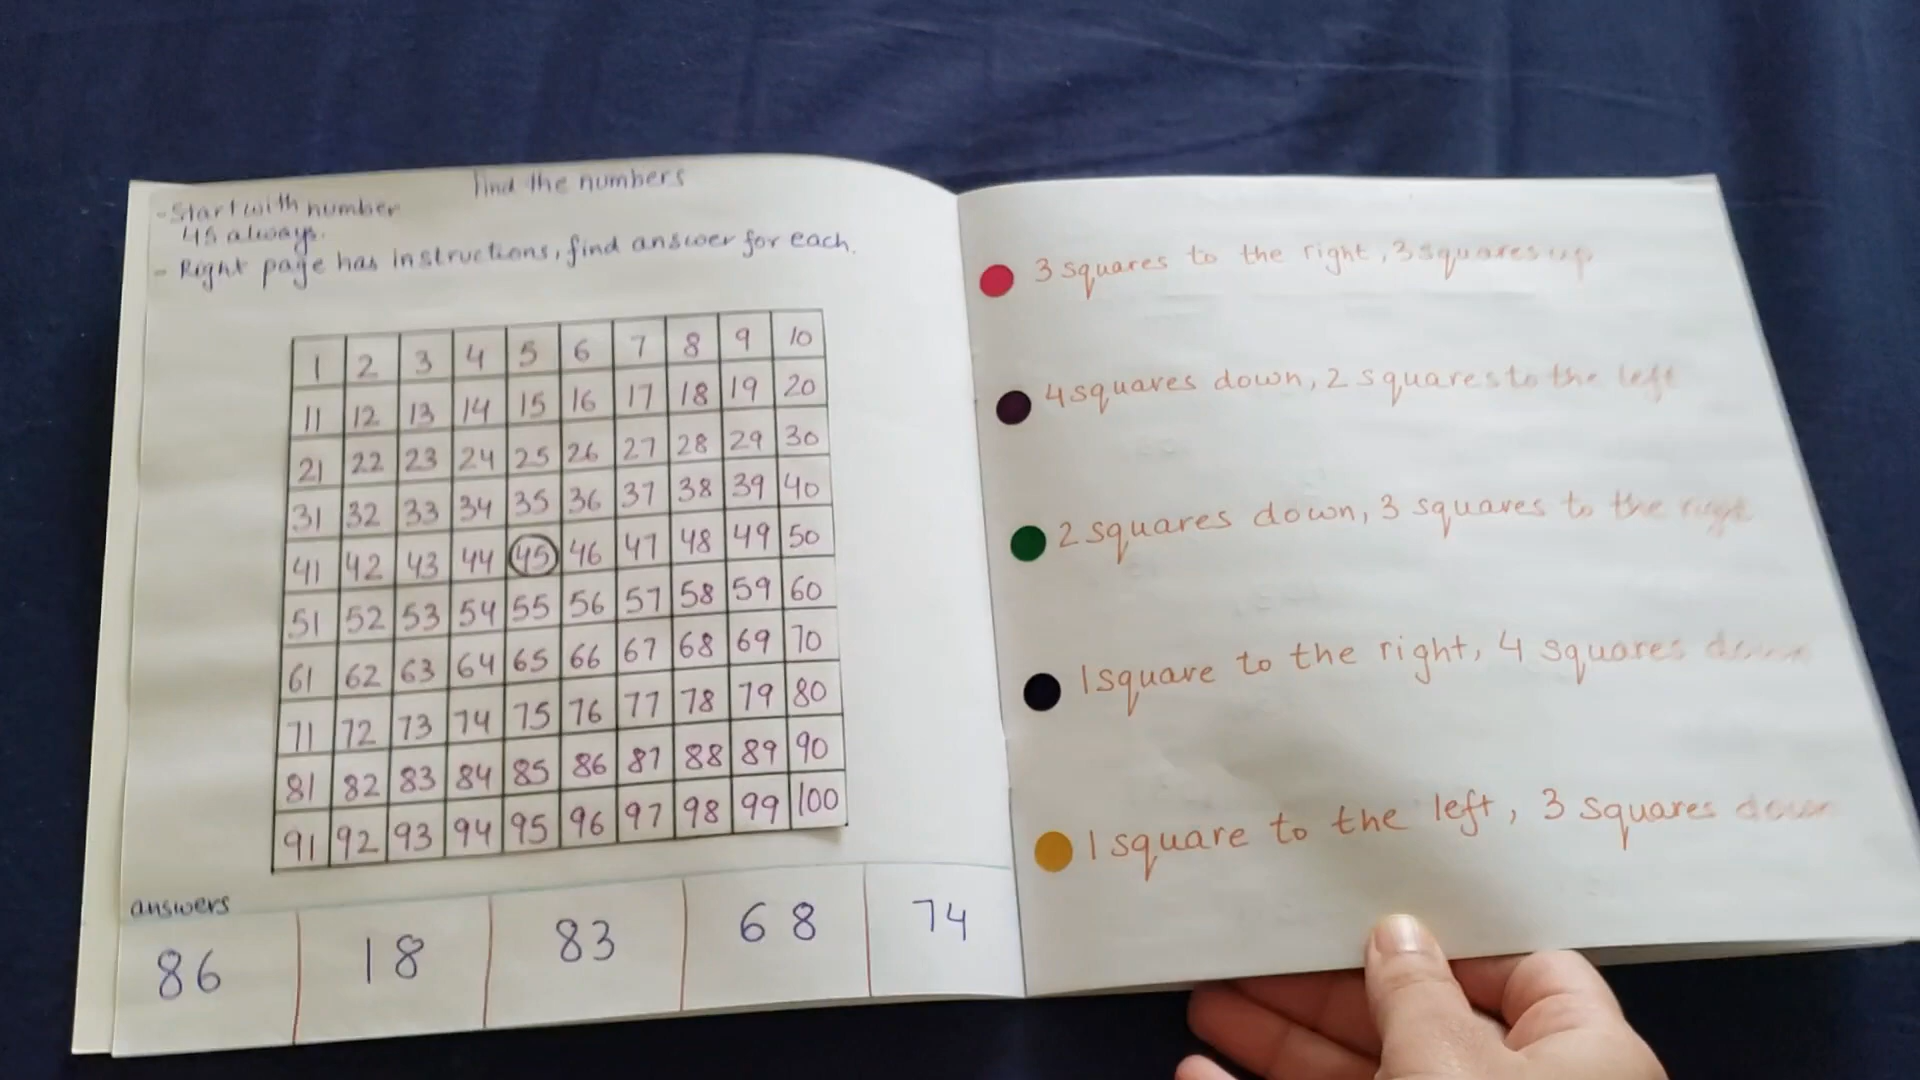 find the numbers
- Start with number
45 always.
- Right page has instructions, find answer for each.
1 2 3 4 5 6 7 8 9 10
11 12 13 14 15 16 17 18 19 20
21 22 23 24 25 26 27 28 29 30
31 32 33 34 35 36 37 38 39 40
41 42 43 44 45 46 47 48 49 50
51 52 53 54 55 56 57 58 59 60
61 62 63 64 65 66 67 68 69 70
71 72 73 74 75 76 77 78 79 80
81 82 83 84 85 86 87 88 89 90
91 92 93 94 95 96 97 98 99 100
answers
86 18 83 68 74
3 squares to the right, 3 squares up
4 squares down, 2 squares to the left
2 squares down, 3 squares to the right
1 square to the right, 4 squares down
1 square to the left, 3 squares down